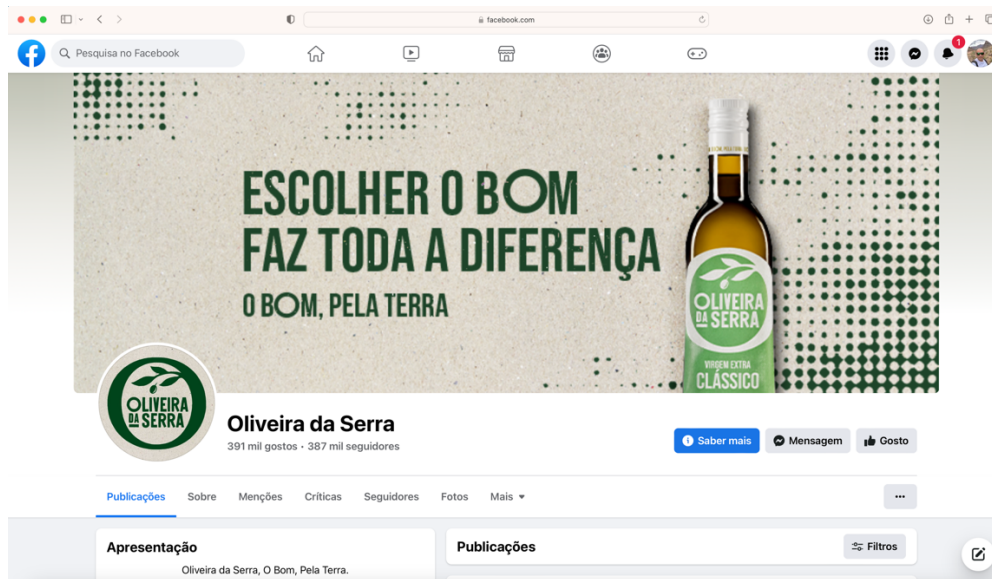 facebook.com
Pesquisa no Facebook
1
ESCOLHER O BOM
FAZ TODA A DIFERENÇA
O BOM, PELA TERRA
OLIVEIRA
DA SERRA
VIRGEM EXTRA
CLÁSSICO
OLIVEIRA
DA SERRA
Oliveira da Serra
391 mil gostos · 387 mil seguidores
Saber mais
Mensagem
Gosto
Publicações
Sobre
Menções
Críticas
Seguidores
Fotos
Mais
Apresentação
Oliveira da Serra, O Bom, Pela Terra.
Publicações
Filtros